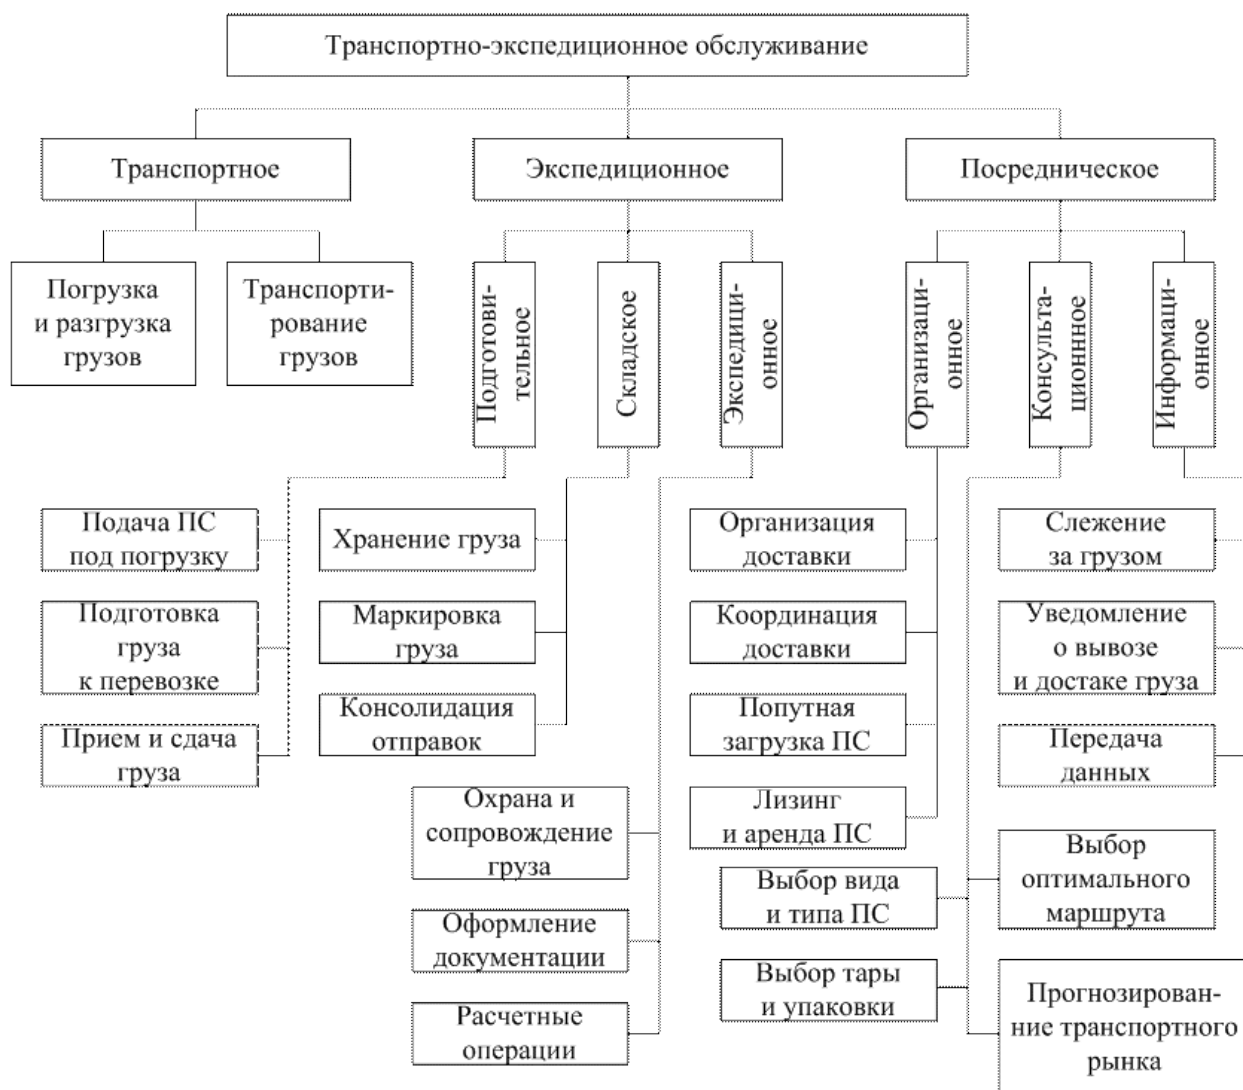 Транспортно-экспедиционное обслуживание
Транспортное
Экспедиционное
Посредническое
Погрузка
и разгрузка
грузов
Транспорти-
рование
грузов
Подготови-
тельное
Складское
Экспедици-
онное
Организаци-
онное
Консульта-
ционнное
Информаци-
онное
Подача ПС
под погрузку
Подготовка
груза
к перевозке
Прием и сдача
груза
Хранение груза
Маркировка
груза
Консолидация
отправок
Охрана и
сопровождение
груза
Оформление
документации
Расчетные
операции
Организация
доставки
Координация
доставки
Попутная
загрузка ПС
Лизинг
и аренда ПС
Выбор вида
и типа ПС
Выбор тары
и упаковки
Слежение
за грузом
Уведомление
о вывозе
и достаке груза
Передача
данных
Выбор
оптимального
маршрута
Прогнозирован-
ние транспортного
рынка